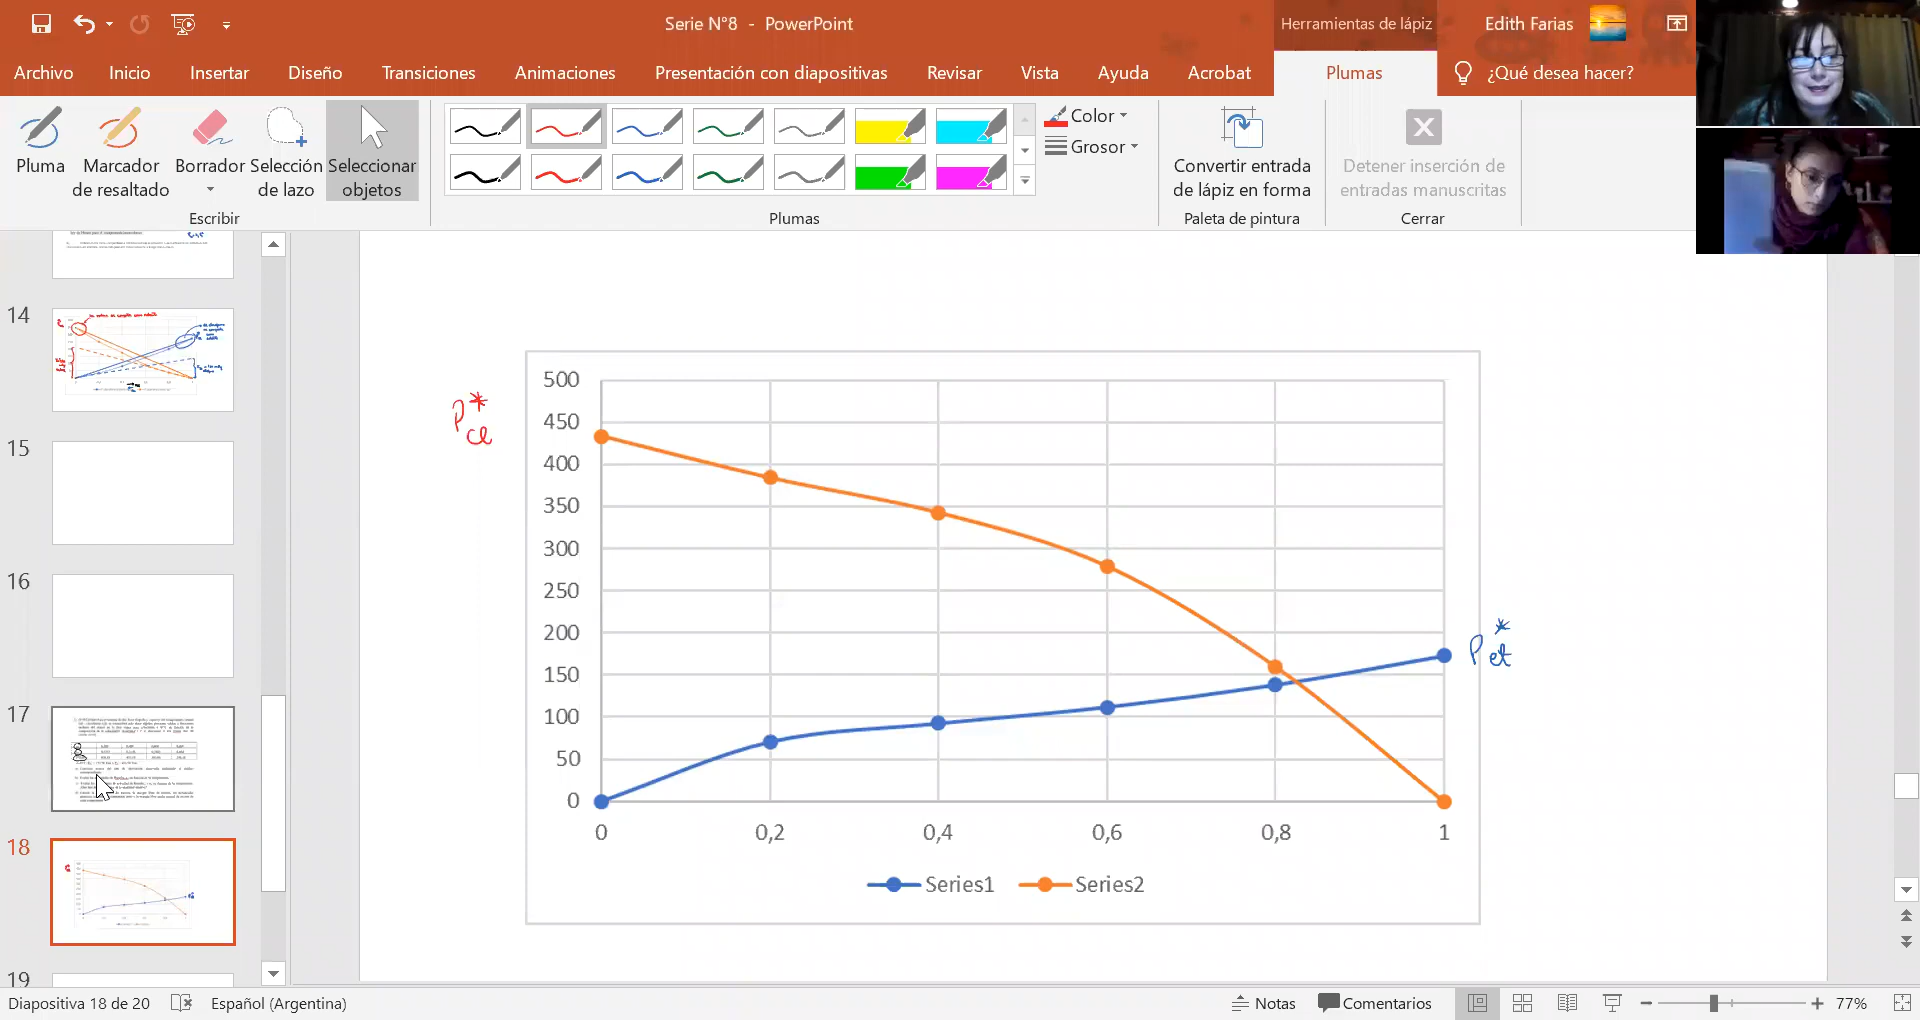 Serie N°8 - PowerPoint
Herramientas de lápiz
Edith Farias
Archivo Inicio Insertar Diseño Transiciones Animaciones Presentación con diapositivas Revisar Vista Ayuda Acrobat Plumas ¿Qué desea hacer?
Pluma
Marcador de resaltado
Borrador
Selección de lazo
Seleccionar objetos
Escribir
Plumas
Color
Grosor
Convertir entrada de lápiz en forma
Paleta de pintura
Detener inserción de entradas manuscritas
Cerrar
14
15
16
17
18
19
P*
cl
500
450
400
350
300
250
200
150
100
50
0
0 0,2 0,4 0,6 0,8 1
P*
et
Series1 Series2
Diapositiva 18 de 20 Español (Argentina) Notas Comentarios 77%